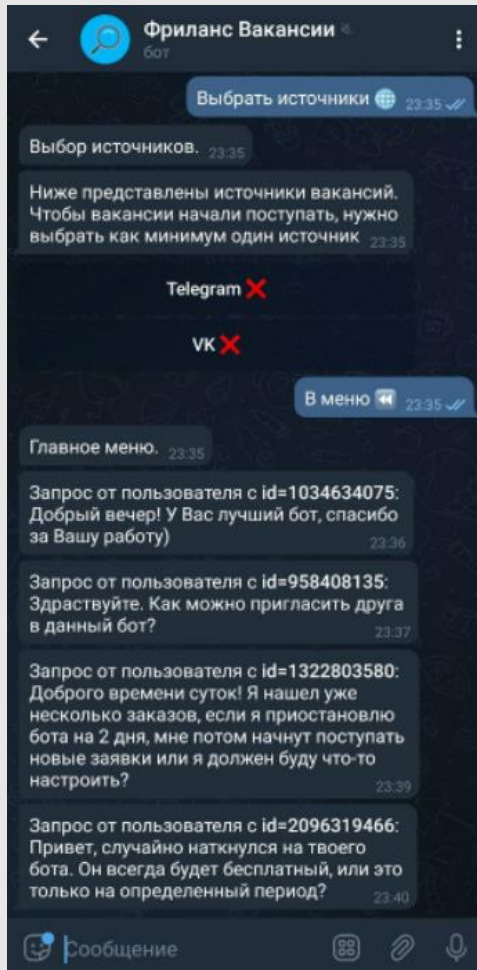 Фриланс Вакансии
бот
Выбрать источники 🌐 23:35
Выбор источников. 23:35
Ниже представлены источники вакансий.
Чтобы вакансии начали поступать, нужно
выбрать как минимум один источник 23:35
Telegram ❌
VK ❌
В меню ⏪ 23:35
Главное меню. 23:35
Запрос от пользователя с id=1034634075:
Добрый вечер! У Вас лучший бот, спасибо
за Вашу работу)
23:36
Запрос от пользователя с id=958408135:
Здраствуйте. Как можно пригласить друга
в данный бот?
23:37
Запрос от пользователя с id=1322803580:
Доброго времени суток! Я нашел уже
несколько заказов, если я приостановлю
бота на 2 дня, мне потом начнут поступать
новые заявки или я должен буду что-то
настроить?
23:39
Запрос от пользователя с id=2096319466:
Привет, случайно наткнулся на твоего
бота. Он всегда будет бесплатный, или это
только на определенный период?
23:40
Сообщение